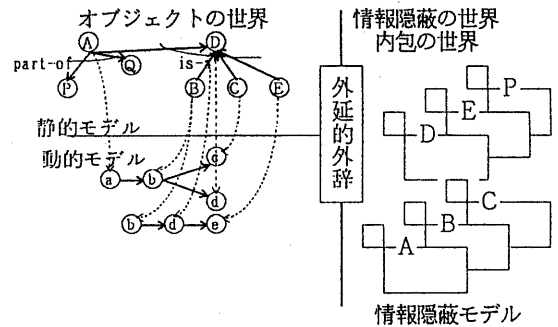 オブジェクトの世界
情報隠蔽の世界
内包の世界
A
D
part-of
Q
is-a
P
B
C
E
外延的外辞
静的モデル
動的モデル
a
b
c
d
b
d
e
P
E
D
C
B
A
情報隠蔽モデル